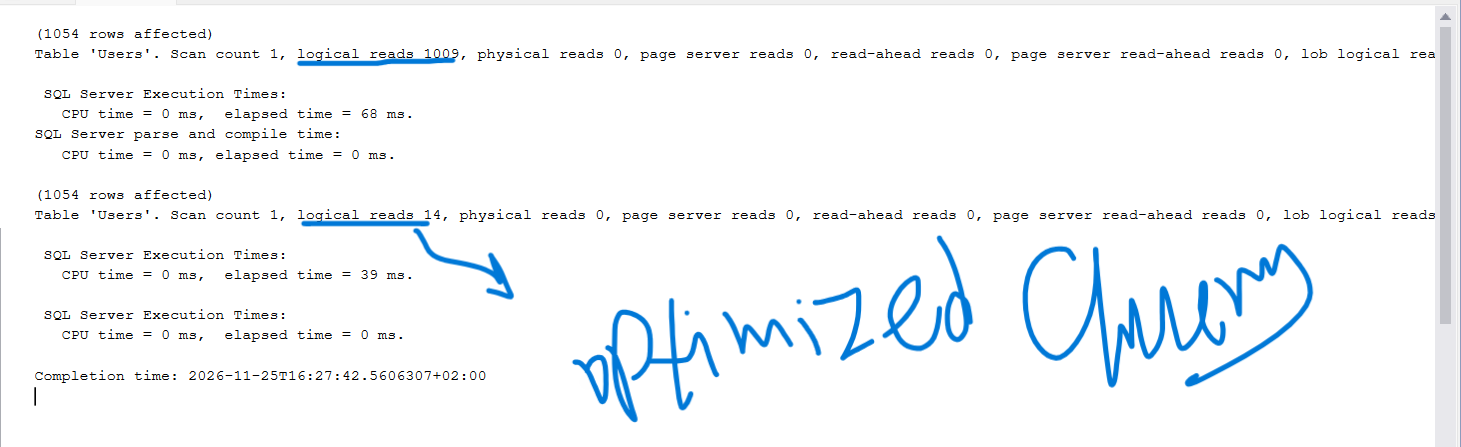 (1054 rows affected)
Table 'Users'. Scan count 1, logical reads 1009, physical reads 0, page server reads 0, read-ahead reads 0, page server read-ahead reads 0, lob logical rea
SQL Server Execution Times:
CPU time = 0 ms, elapsed time = 68 ms.
SQL Server parse and compile time:
CPU time = 0 ms, elapsed time = 0 ms.
(1054 rows affected)
Table 'Users'. Scan count 1, logical reads 14, physical reads 0, page server reads 0, read-ahead reads 0, page server read-ahead reads 0, lob logical reads
SQL Server Execution Times:
CPU time = 0 ms, elapsed time = 39 ms.
SQL Server Execution Times:
CPU time = 0 ms, elapsed time = 0 ms.
Completion time: 2026-11-25T16:27:42.5606307+02:00
optimized Query